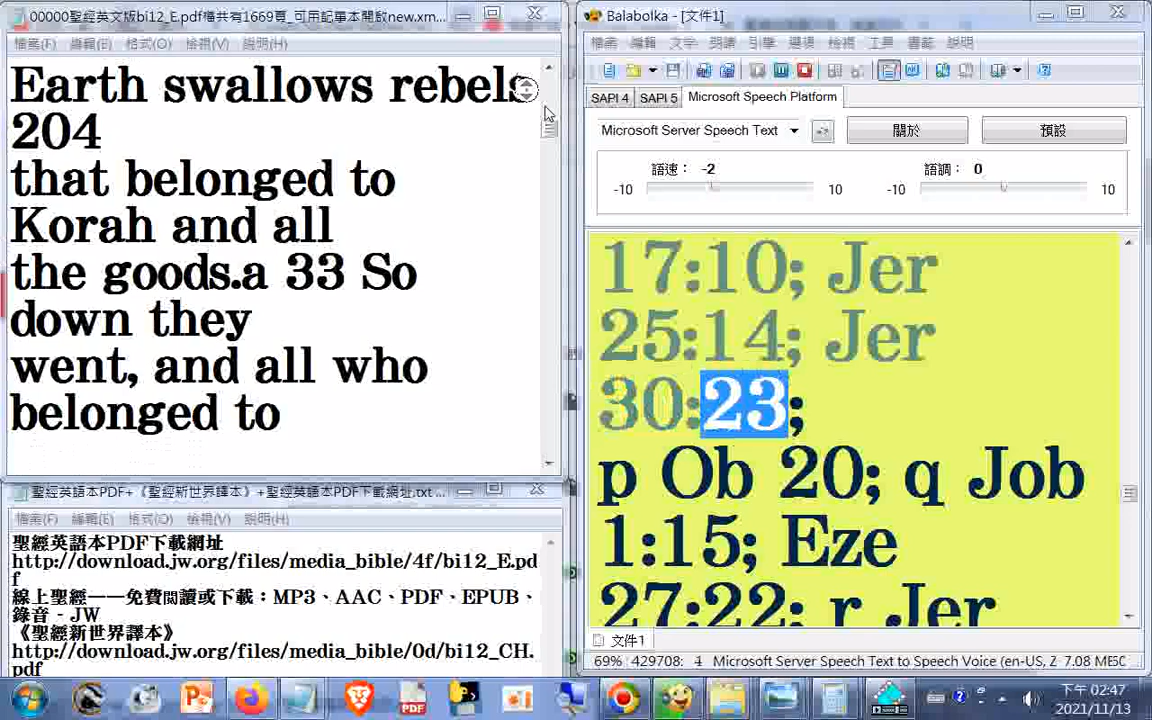 00000聖經英文版bi12_E.pdf檔共有1669頁_可用記事本開啟new.xm...
檔案(F) 編輯(E) 格式(O) 檢視(V) 說明(H)
Earth swallows rebels
204
that belonged to
Korah and all
the goods.a 33 So
down they
went, and all who
belonged to
聖經英語本PDF+《聖經新世界譯本》+聖經英語本PDF下載網址.txt ...
檔案(F) 編輯(E) 格式(O) 檢視(V) 說明(H)
聖經英語本PDF下載網址
http://download.jw.org/files/media_bible/4f/bi12_E.pd
f
線上聖經——免費閱讀或下載：MP3、AAC、PDF、EPUB、
錄音 - JW
《聖經新世界譯本》
http://download.jw.org/files/media_bible/0d/bi12_CH.
pdf
Balabolka - [文件1]
檔案 編輯 文字 朗讀 引擎 選項 檢視 工具 書籤 說明
SAPI 4 SAPI 5 Microsoft Speech Platform
Microsoft Server Speech Text 關於 預設
語速： -2 語調： 0
-10 10 -10 10
17:10; Jer
25:14; Jer
30:23;
p Ob 20; q Job
1:15; Eze
27:22; r Jer
文件1
69% 429708: 4 Microsoft Server Speech Text to Speech Voice (en-US, Z 7.08 МБ
下午 02:47
2021/11/13